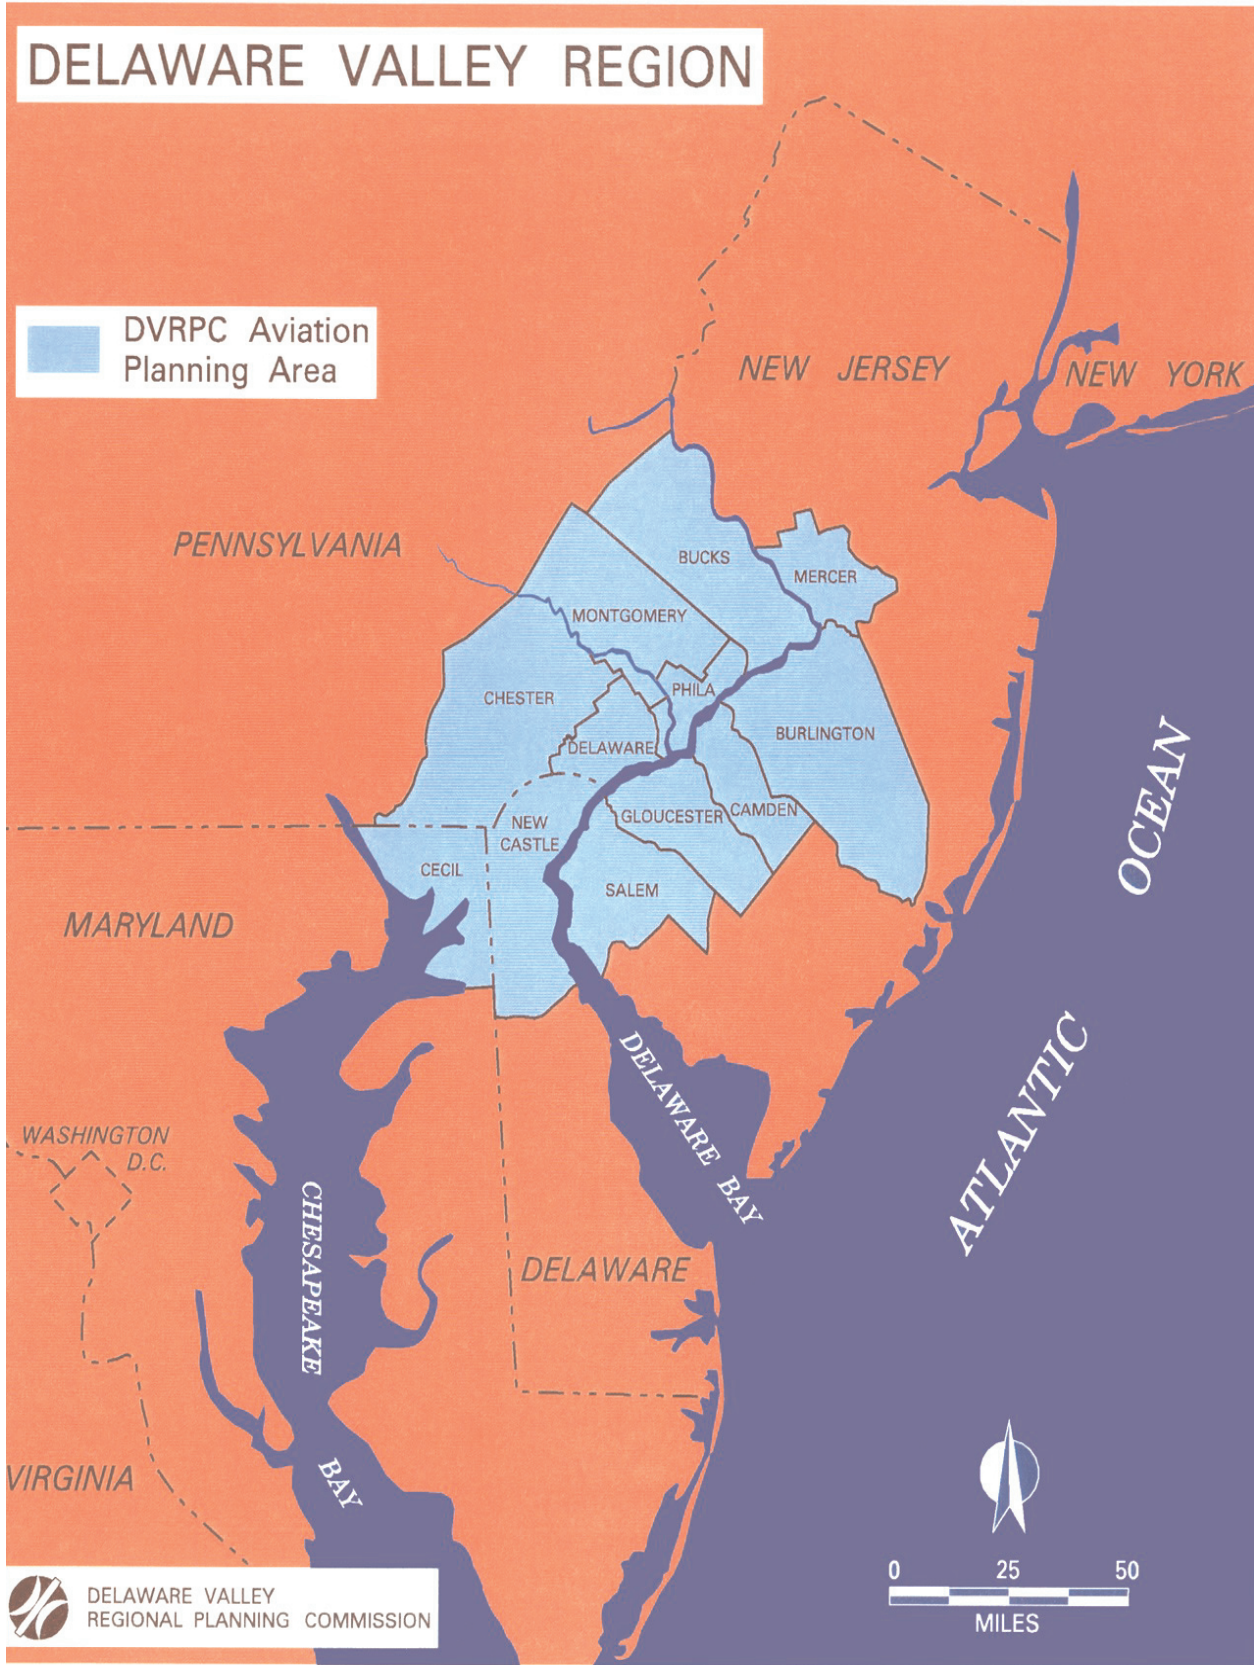 DELAWARE VALLEY REGION
DVRPC Aviation
Planning Area
NEW JERSEY
NEW YORK
PENNSYLVANIA
BUCKS
MERCER
MONTGOMERY
CHESTER
PHILA
DELAWARE
BURLINGTON
GLOUCESTER
CAMDEN
NEW
CASTLE
CECIL
SALEM
MARYLAND
ATLANTIC
OCEAN
DELAWARE BAY
WASHINGTON
D.C.
CHESAPEAKE
BAY
DELAWARE
VIRGINIA
0 25 50
MILES
DELAWARE VALLEY
REGIONAL PLANNING COMMISSION